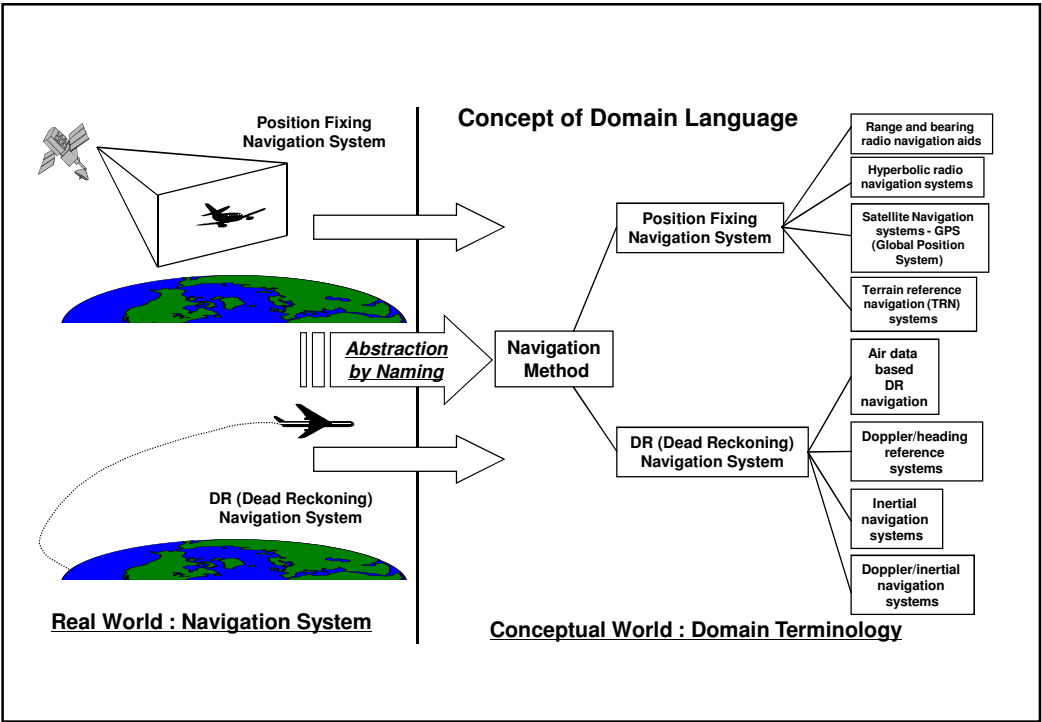 Position Fixing
Navigation System
Concept of Domain Language
Range and bearing
radio navigation aids
Hyperbolic radio
navigation systems
Position Fixing
Navigation System
Satellite Navigation
systems - GPS
(Global Position
System)
Terrain reference
navigation (TRN)
systems
Abstraction
by Naming
Navigation
Method
Air data
based
DR
navigation
DR (Dead Reckoning)
Navigation System
Doppler/heading
reference
systems
DR (Dead Reckoning)
Navigation System
Inertial
navigation
systems
Doppler/inertial
navigation
systems
Real World : Navigation System
Conceptual World : Domain Terminology